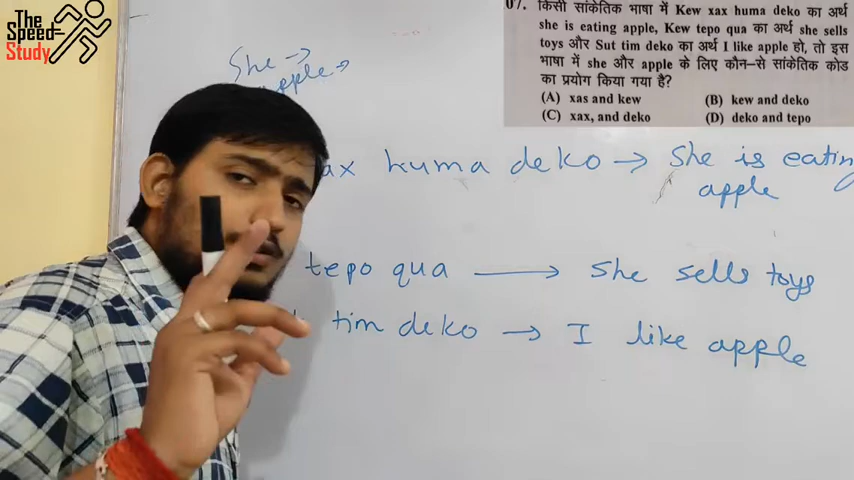 The
Speed
Study
07. किसी सांकेतिक भाषा में Kew xax huma deko का अर्थ
she is eating apple, Kew tepo qua का अर्थ she sells
toys और Sut tim deko का अर्थ I like apple हो, तो इस
भाषा में she और apple के लिए कौन-से सांकेतिक कोड
का प्रयोग किया गया है?
(A) xas and kew (B) kew and deko
(C) xax, and deko (D) deko and tepo
She →
apple →
ax huma deko → she is eating
apple
tepo qua → she sells toys
tim deko → I like apple